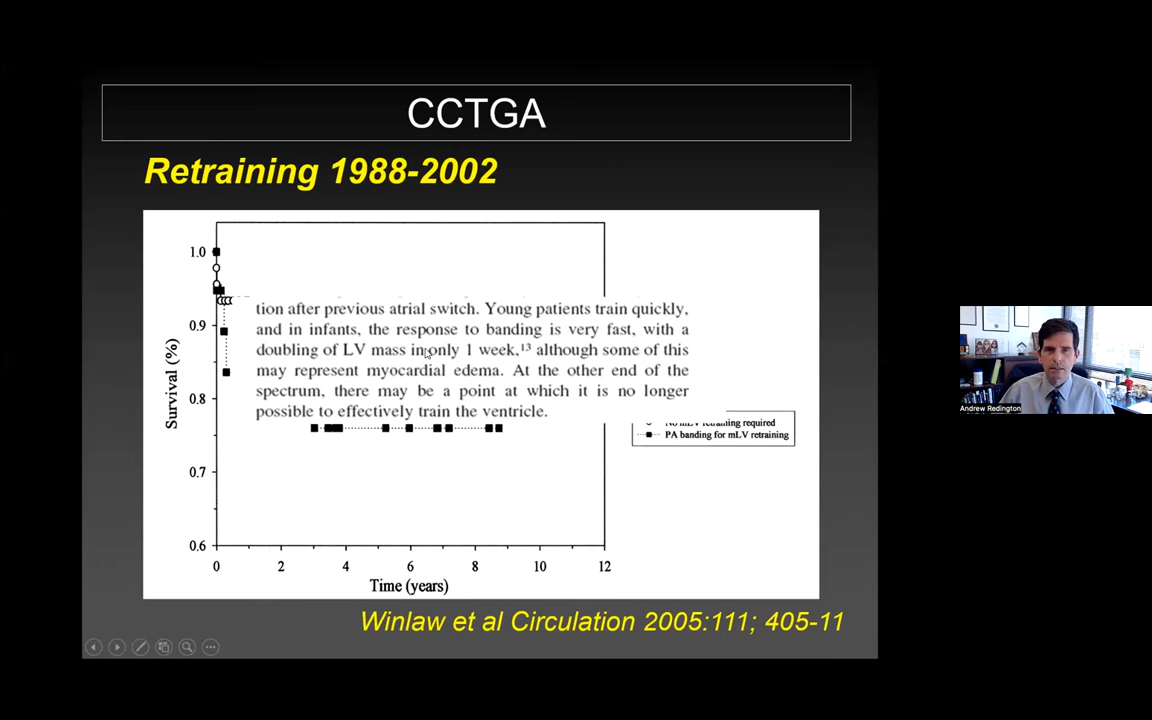 CCTGA
Retraining 1988-2002
tion after previous atrial switch. Young patients train quickly,
and in infants, the response to banding is very fast, with a
doubling of LV mass in only 1 week,¹³ although some of this
may represent myocardial edema. At the other end of the
spectrum, there may be a point at which it is no longer
possible to effectively train the ventricle.
Survival (%)
1.0
0.9
0.8
0.7
0.6
0 2 4 6 8 10 12
Time (years)
No mLV retraining required
PA banding for mLV retraining
Winlaw et al Circulation 2005:111; 405-11
Andrew Redington